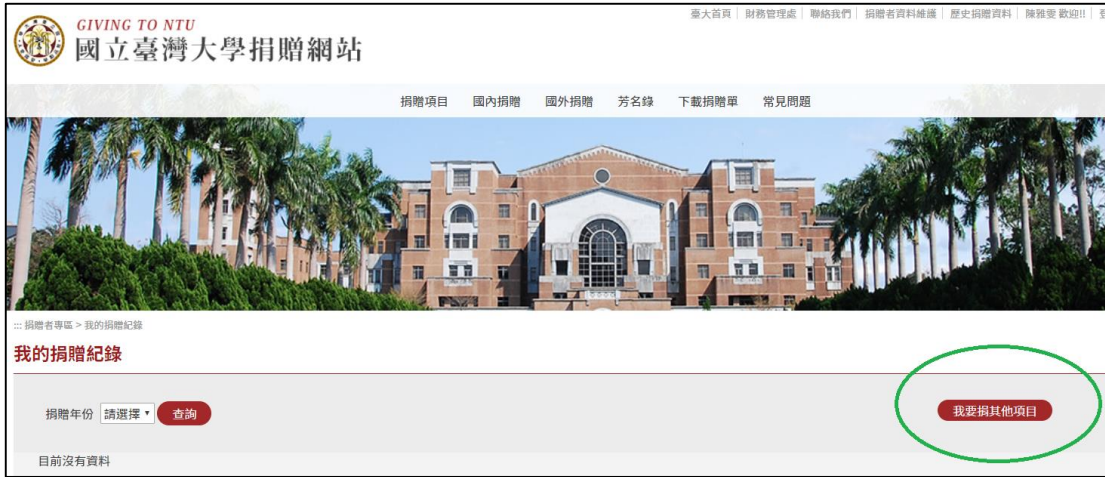 臺大首頁 | 財務管理處 | 聯絡我們 | 捐贈者資料維護 | 歷史捐贈資料 | 陳雅雯 歡迎!! |
GIVING TO NTU
國立臺灣大學捐贈網站
捐贈項目 國內捐贈 國外捐贈 芳名錄 下載捐贈單 常見問題
::: 捐贈者專區 > 我的捐贈紀錄
我的捐贈紀錄
捐贈年份 請選擇 查詢 我要捐其他項目
目前沒有資料